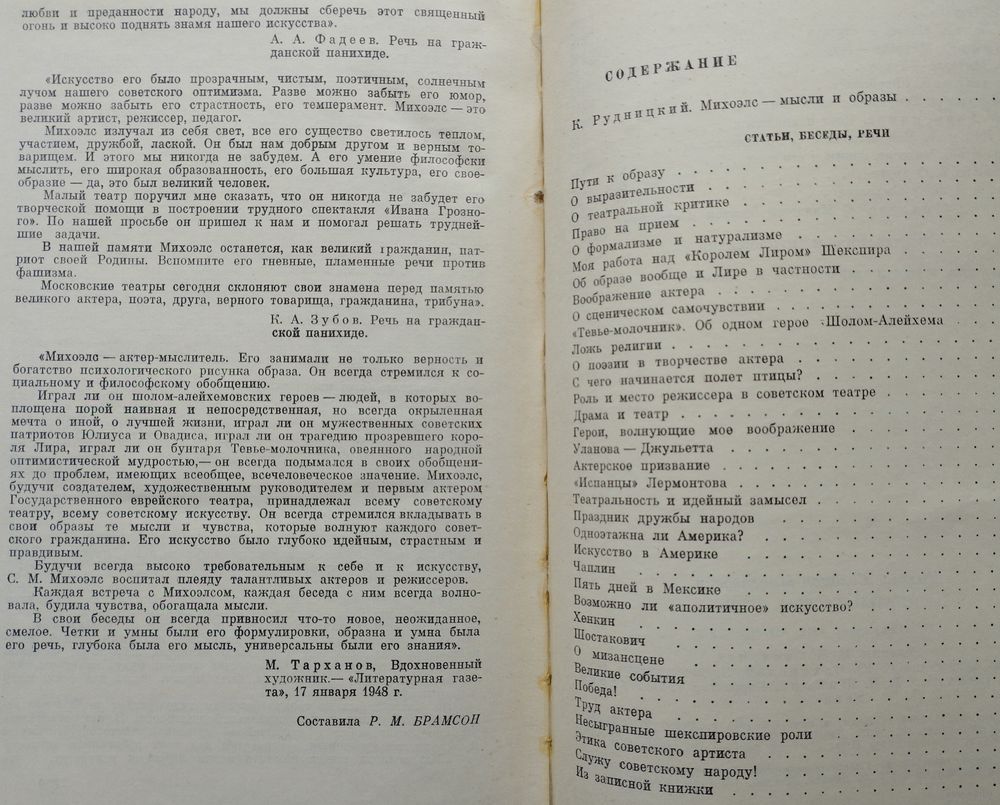 любви и преданности народу, мы должны сберечь этот священный
огонь и высоко поднять знамя нашего искусства».
А. А. Фадеев. Речь на граж-
данской панихиде.
«Искусство его было прозрачным, чистым, поэтичным, солнечным
лучом нашего советского оптимизма. Разве можно забыть его юмор,
разве можно забыть его страстность, его темперамент. Михоэлс — это
великий артист, режиссер, педагог.
Михоэлс излучал из себя свет, все его существо светилось теплом,
участием, дружбой, лаской. Он был нам добрым другом и верным то-
варищем. И этого мы никогда не забудем. А его умение философски
мыслить, его широкая образованность, его большая культура, его свое-
образие — да, это был великий человек.
Малый театр поручил мне сказать, что он никогда не забудет его
творческой помощи в построении трудного спектакля «Ивана Грозно-
го». По нашей просьбе он пришел к нам и помогал решать трудней-
шие задачи.
В нашей памяти Михоэлс останется, как великий гражданин, пат-
риот своей Родины. Вспомните его гневные, пламенные речи против
фашизма.
Московские театры сегодня склоняют свои знамена перед памятью
великого актера, поэта, друга, верного товарища, гражданина, трибуна».
К. А. Зубов. Речь на граждан-
ской панихиде.
«Михоэлс — актер-мыслитель. Его занимали не только верность и
богатство психологического рисунка образа. Он всегда стремился к со-
циальному и философскому обобщению.
Играл ли он шолом-алейхемовских героев — людей, в которых во-
площена порой наивная и непосредственная, но всегда окрыленная
мечта о иной, о лучшей жизни, играл ли он мужественных советских
патриотов Юлиуса и Овадиса, играл ли он трагедию прозревшего коро-
ля Лира, играл ли он бунтаря Тевье-молочника, овеянного народной
оптимистической мудростью,— он всегда подымался в своих обобщени-
ях до проблем, имеющих всеобщее, всечеловеческое значение. Михоэлс,
будучи создателем, художественным руководителем и первым актером
Государственного еврейского театра, принадлежал всему советскому
театру, всему советскому искусству. Он всегда стремился вкладывать в
свои образы те мысли и чувства, которые волнуют каждого совет-
ского гражданина. Его искусство было глубоко идейным, страстным и
правдивым.
Будучи всегда высоко требовательным к себе и к искусству,
С. М. Михоэлс воспитал плеяду талантливых актеров и режиссеров.
Каждая встреча с Михоэлсом, каждая беседа с ним всегда волно-
вала, будила чувства, обогащала мысли.
В свои беседы он всегда привносил что-то новое, неожиданное,
смелое. Четки и умны были его формулировки, образна и умна была
его речь, глубока была его мысль, универсальны были его знания».
М. Тарханов, Вдохновенный
художник.— «Литературная газе-
та», 17 января 1948 г.
Составила Р. М. БРАМСОН
СОДЕРЖАНИЕ
К. Рудницкий. Михоэлс — мысли и образы
СТАТЬИ, БЕСЕДЫ, РЕЧИ
Пути к образу
О выразительности
О театральной критике
Право на прием
О формализме и натурализме
Моя работа над «Королем Лиром» Шекспира
Об образе вообще и Лире в частности
Воображение актера
О сценическом самочувствии
«Тевье-молочник». Об одном герое Шолом-Алейхема
Ложь религии
О поэзии в творчестве актера
С чего начинается полет птицы?
Роль и место режиссера в советском театре
Драма и театр
Герои, волнующие мое воображение
Уланова — Джульетта
Актерское призвание
«Испанцы» Лермонтова
Театральность и идейный замысел
Праздник дружбы народов
Одноэтажна ли Америка?
Искусство в Америке
Чаплин
Пять дней в Мексике
Возможно ли «аполитичное» искусство?
Хенкин
Шостакович
О мизансцене
Великие события
Победа!
Труд актера
Несыгранные шекспировские роли
Этика советского артиста
Служу советскому народу!
Из записной книжки